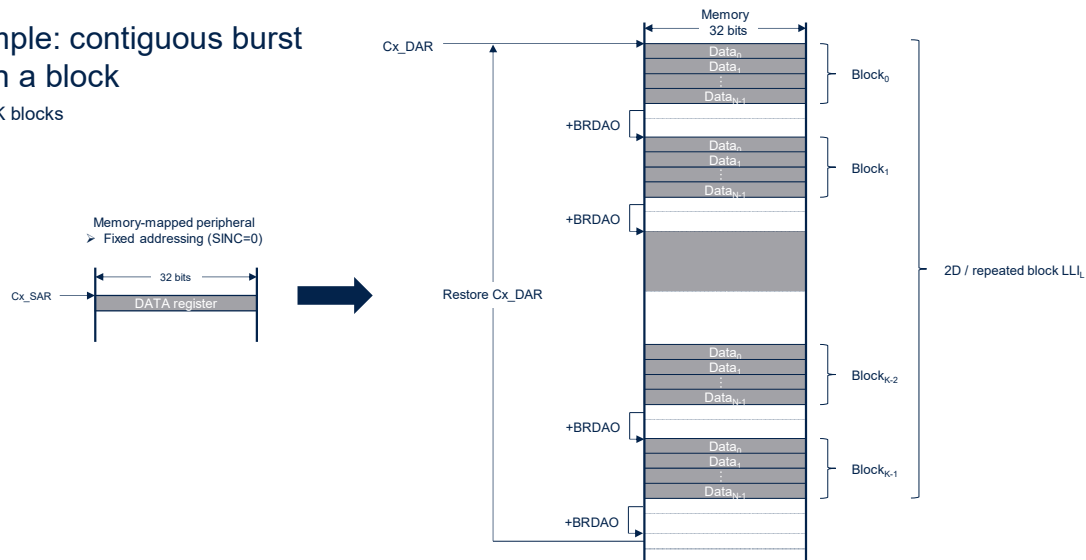 mple: contiguous burst
n a block
K blocks
Memory-mapped peripheral
➢ Fixed addressing (SINC=0)
32 bits
Cx_SAR
DATA register
Memory
32 bits
Cx_DAR
Data0
Data1
⋮
DataN-1
Block0
+BRDAO
Data0
Data1
⋮
DataN-1
Block1
+BRDAO
Restore Cx_DAR
2D / repeated block LLIL
Data0
Data1
⋮
DataN-1
BlockK-2
+BRDAO
Data0
Data1
⋮
DataN-1
BlockK-1
+BRDAO